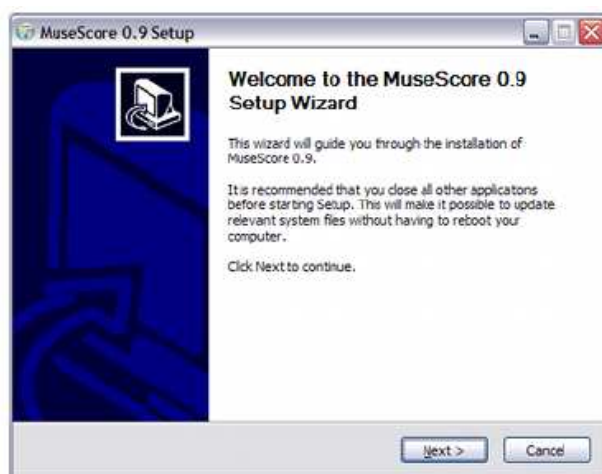 MuseScore 0.9 Setup
Welcome to the MuseScore 0.9
Setup Wizard
This wizard will guide you through the installation of
MuseScore 0.9.
It is recommended that you close all other applications
before starting Setup. This will make it possible to update
relevant system files without having to reboot your
computer.
Click Next to continue.
Next >
Cancel